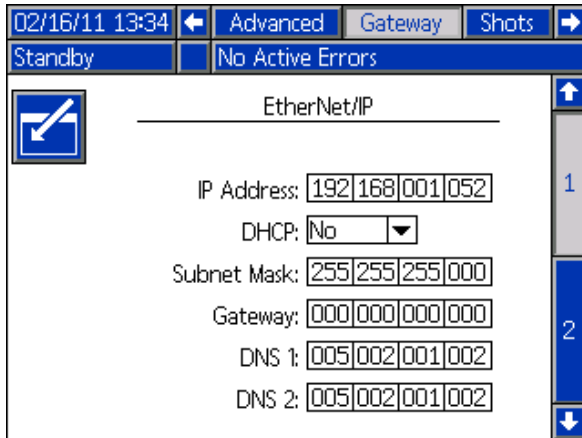 02/16/11 13:34 Advanced Gateway Shots
Standby No Active Errors
EtherNet/IP
IP Address: 192 168 001 052
1
DHCP: No
Subnet Mask: 255 255 255 000
Gateway: 000 000 000 000
2
DNS 1: 005 002 001 002
DNS 2: 005 002 001 002